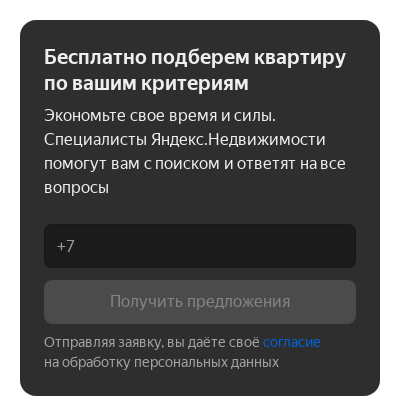 Бесплатно подберем квартиру
по вашим критериям
Экономьте свое время и силы.
Специалисты Яндекс.Недвижимости
помогут вам с поиском и ответят на все
вопросы
+7
Получить предложения
Отправляя заявку, вы даёте своё согласие
на обработку персональных данных